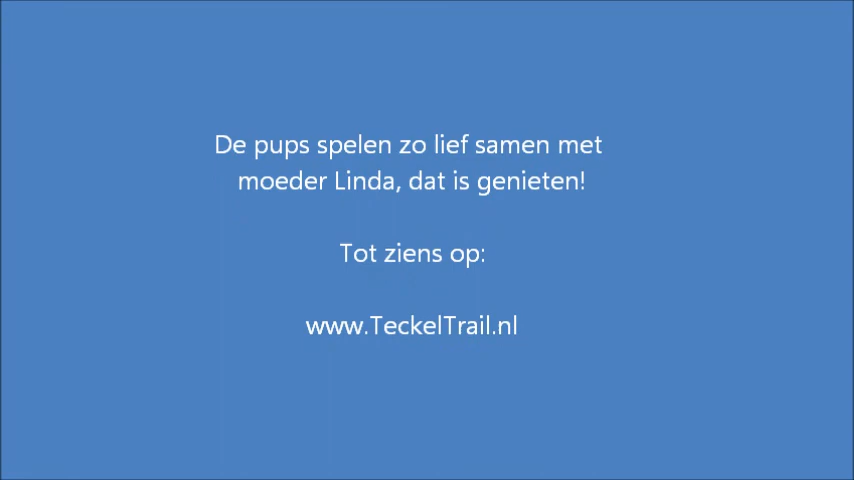 De pups spelen zo lief samen met
moeder Linda, dat is genieten!
Tot ziens op:
www.TeckelTrail.nl